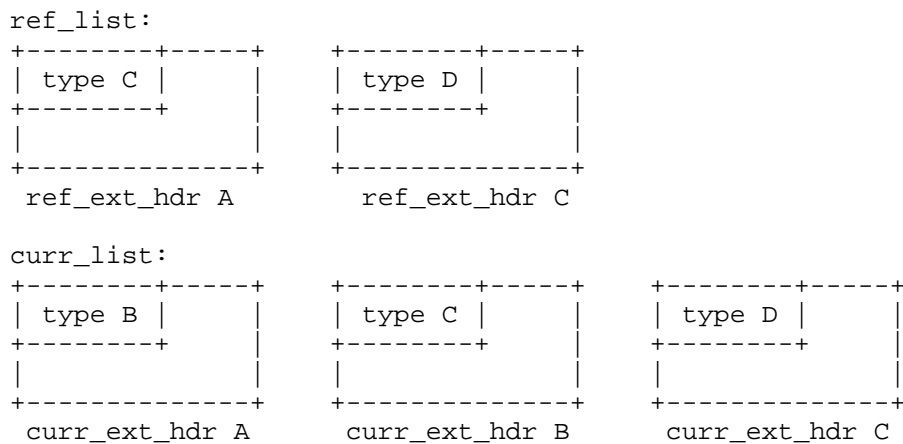 ref_list:
+--------+-----+     +--------+-----+
| type C |     |     | type D |     |
+--------+     |     +--------+     |
|              |     |              |
+--------------+     +--------------+
 ref_ext_hdr A        ref_ext_hdr C
curr_list:
+--------+-----+     +--------+-----+     +--------+-----+
| type B |     |     | type C |     |     | type D |     |
+--------+     |     +--------+     |     +--------+     |
|              |     |              |     |              |
+--------------+     +--------------+     +--------------+
 curr_ext_hdr A       curr_ext_hdr B       curr_ext_hdr C